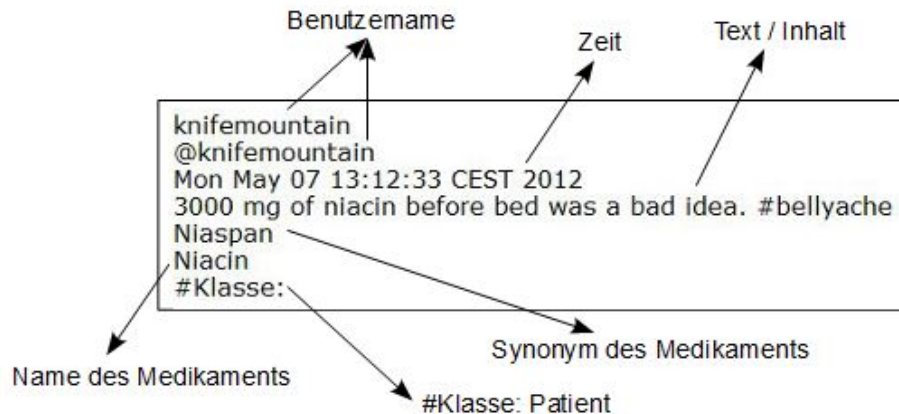 Benutzername
Zeit
Text / Inhalt
knifemountain
@knifemountain
Mon May 07 13:12:33 CEST 2012
3000 mg of niacin before bed was a bad idea. #bellyache
Niaspan
Niacin
#Klasse:
Synonym des Medikaments
Name des Medikaments
#Klasse: Patient